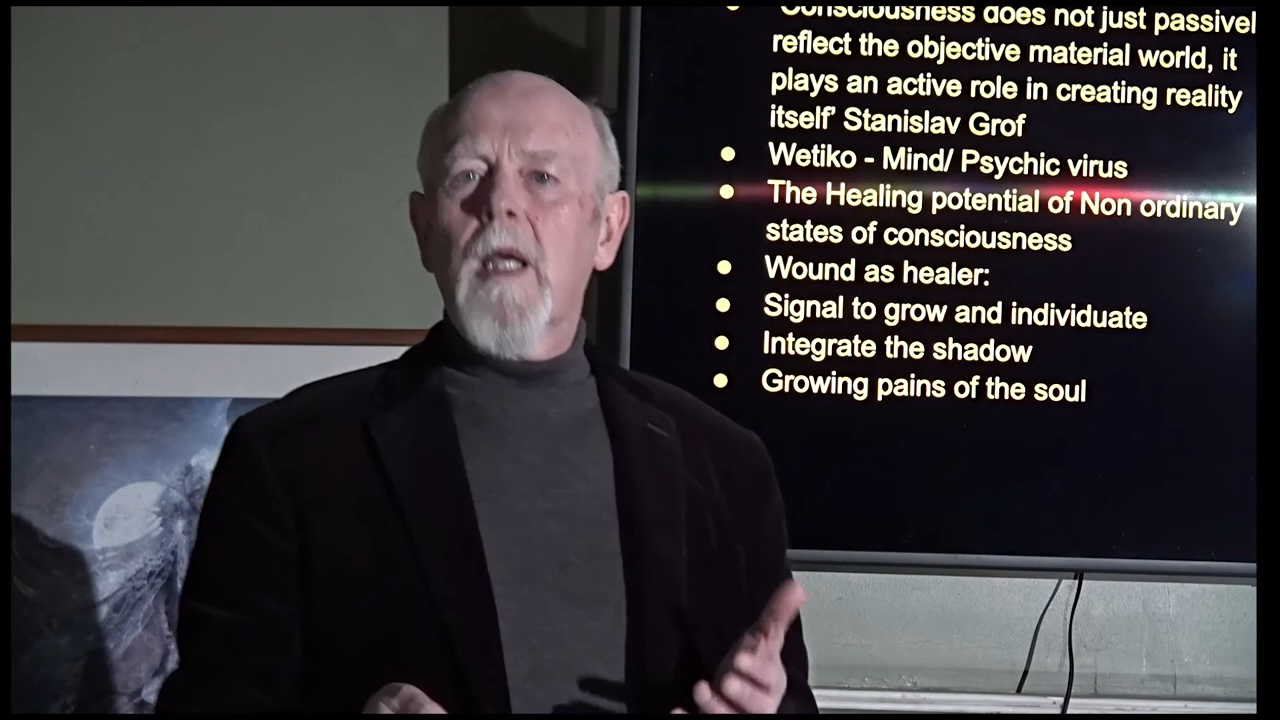 Consciousness does not just passivel
reflect the objective material world, it
plays an active role in creating reality
itself' Stanislav Grof
Wetiko - Mind/ Psychic virus
The Healing potential of Non ordinary
states of consciousness
Wound as healer:
Signal to grow and individuate
Integrate the shadow
Growing pains of the soul